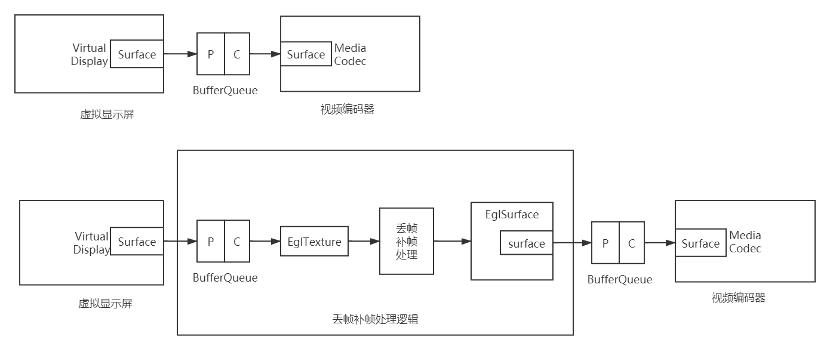 Virtual
Display
Surface
P
C
BufferQueue
Surface
Media
Codec
虚拟显示屏
视频编码器
Virtual
Display
Surface
P
C
BufferQueue
EglTexture
丢帧
补帧
处理
EglSurface
surface
P
C
BufferQueue
Surface
Media
Codec
虚拟显示屏
丢帧补帧处理逻辑
视频编码器